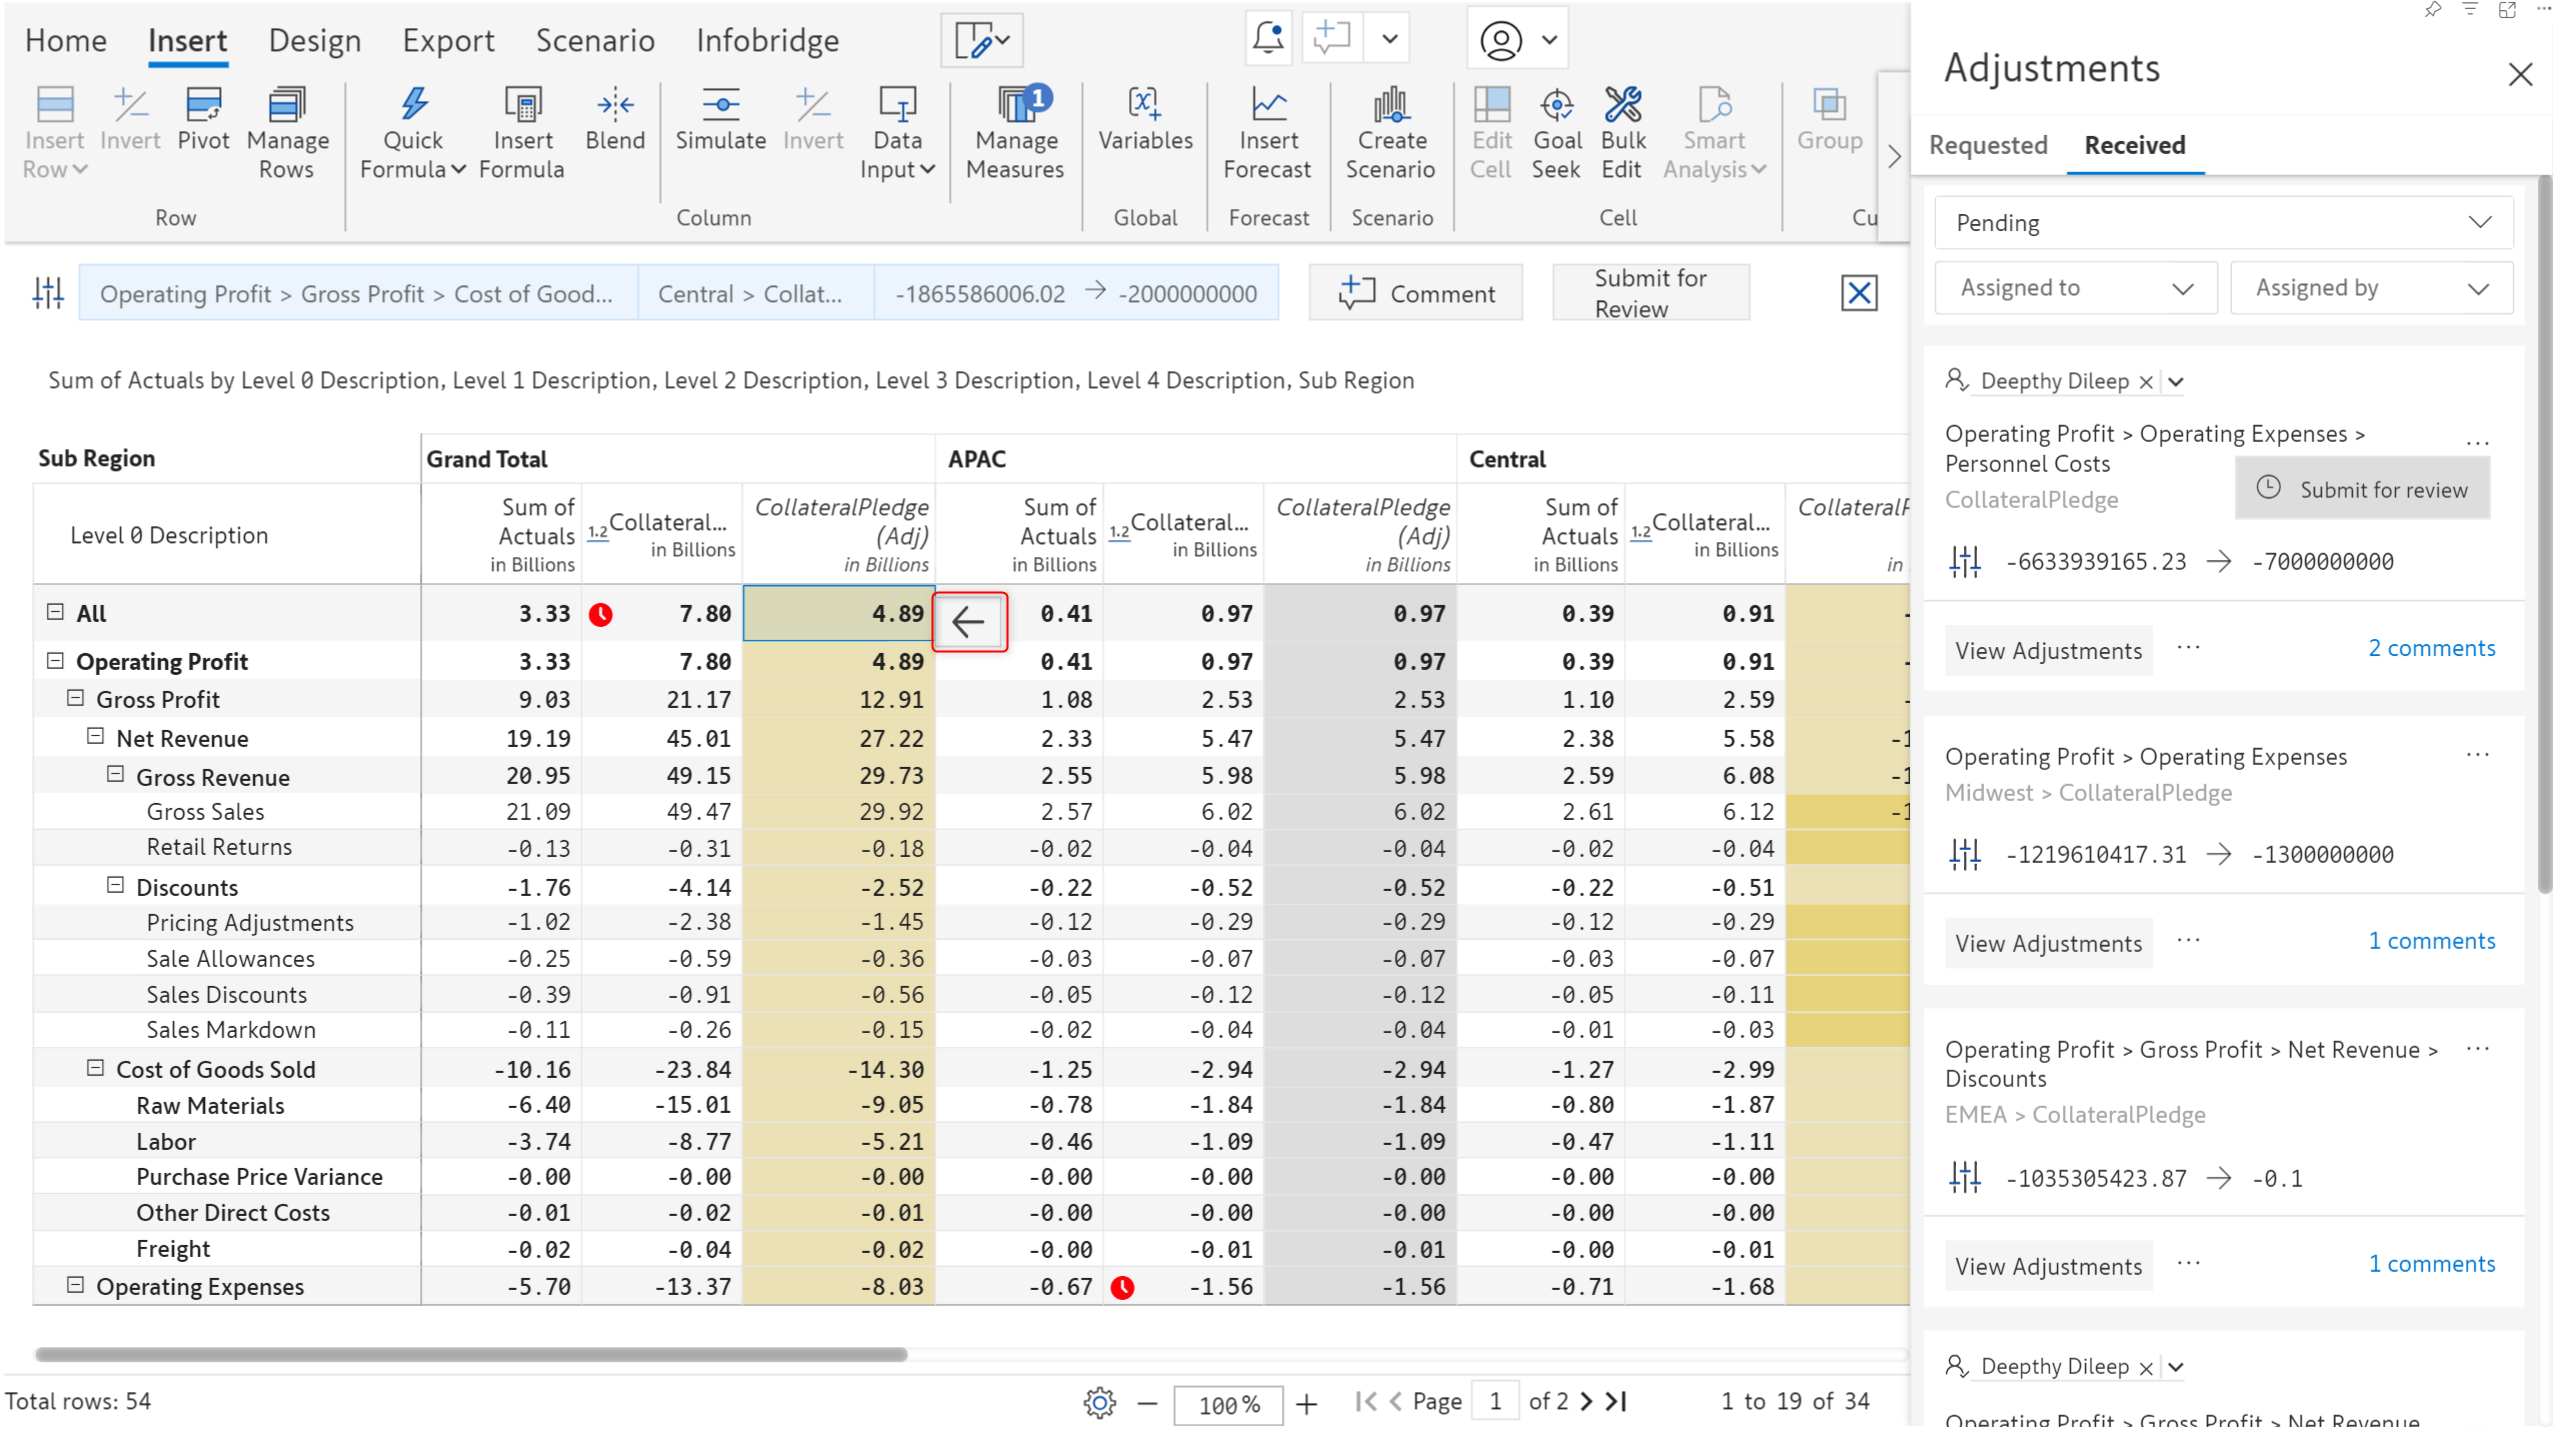 Home Insert Design Export Scenario Infobridge
Insert Row Invert Pivot Manage Rows Quick Formula Insert Formula Blend Simulate Invert Data Input Manage Measures 1 Variables Insert Forecast Create Scenario Edit Cell Goal Seek Bulk Edit Smart Analysis Group
Row Column Global Forecast Scenario Cell Cu
Operating Profit > Gross Profit > Cost of Good... Central > Collat... -1865586006.02 → -2000000000 Comment Submit for Review
Sum of Actuals by Level 0 Description, Level 1 Description, Level 2 Description, Level 3 Description, Level 4 Description, Sub Region
Sub Region Grand Total APAC Central
Level 0 Description Sum of Actuals in Billions 1.2 Collateral... in Billions CollateralPledge (Adj) in Billions Sum of Actuals in Billions 1.2 Collateral... in Billions CollateralPledge (Adj) in Billions Sum of Actuals in Billions 1.2 Collateral... in Billions in
All 3.33 7.80 4.89 0.41 0.97 0.97 0.39 0.91 -
Operating Profit 3.33 7.80 4.89 0.41 0.97 0.97 0.39 0.91 -
Gross Profit 9.03 21.17 12.91 1.08 2.53 2.53 1.10 2.59 -
Net Revenue 19.19 45.01 27.22 2.33 5.47 5.47 2.38 5.58 -1
Gross Revenue 20.95 49.15 29.73 2.55 5.98 5.98 2.59 6.08 -1
Gross Sales 21.09 49.47 29.92 2.57 6.02 6.02 2.61 6.12 -1
Retail Returns -0.13 -0.31 -0.18 -0.02 -0.04 -0.04 -0.02 -0.04
Discounts -1.76 -4.14 -2.52 -0.22 -0.52 -0.52 -0.22 -0.51
Pricing Adjustments -1.02 -2.38 -1.45 -0.12 -0.29 -0.29 -0.12 -0.29
Sale Allowances -0.25 -0.59 -0.36 -0.03 -0.07 -0.07 -0.03 -0.07
Sales Discounts -0.39 -0.91 -0.56 -0.05 -0.12 -0.12 -0.05 -0.11
Sales Markdown -0.11 -0.26 -0.15 -0.02 -0.04 -0.04 -0.01 -0.03
Cost of Goods Sold -10.16 -23.84 -14.30 -1.25 -2.94 -2.94 -1.27 -2.99
Raw Materials -6.40 -15.01 -9.05 -0.78 -1.84 -1.84 -0.80 -1.87
Labor -3.74 -8.77 -5.21 -0.46 -1.09 -1.09 -0.47 -1.11
Purchase Price Variance -0.00 -0.00 -0.00 -0.00 -0.00 -0.00 -0.00 -0.00
Other Direct Costs -0.01 -0.02 -0.01 -0.00 -0.00 -0.00 -0.00 -0.00
Freight -0.02 -0.04 -0.02 -0.00 -0.01 -0.01 -0.00 -0.01
Operating Expenses -5.70 -13.37 -8.03 -0.67 -1.56 -1.56 -0.71 -1.68
Total rows: 54 100% Page 1 of 2 1 to 19 of 34
Adjustments
Requested Received
Pending
Assigned to Assigned by
Deepthy Dileep
Operating Profit > Operating Expenses >
Personnel Costs
CollateralPledge
Submit for review
-6633939165.23 → -7000000000
View Adjustments 2 comments
Operating Profit > Operating Expenses
Midwest > CollateralPledge
-1219610417.31 → -1300000000
View Adjustments 1 comments
Operating Profit > Gross Profit > Net Revenue >
Discounts
EMEA > CollateralPledge
-1035305423.87 → -0.1
View Adjustments 1 comments
Deepthy Dileep
Operating Profit > Gross Profit > Net Revenue